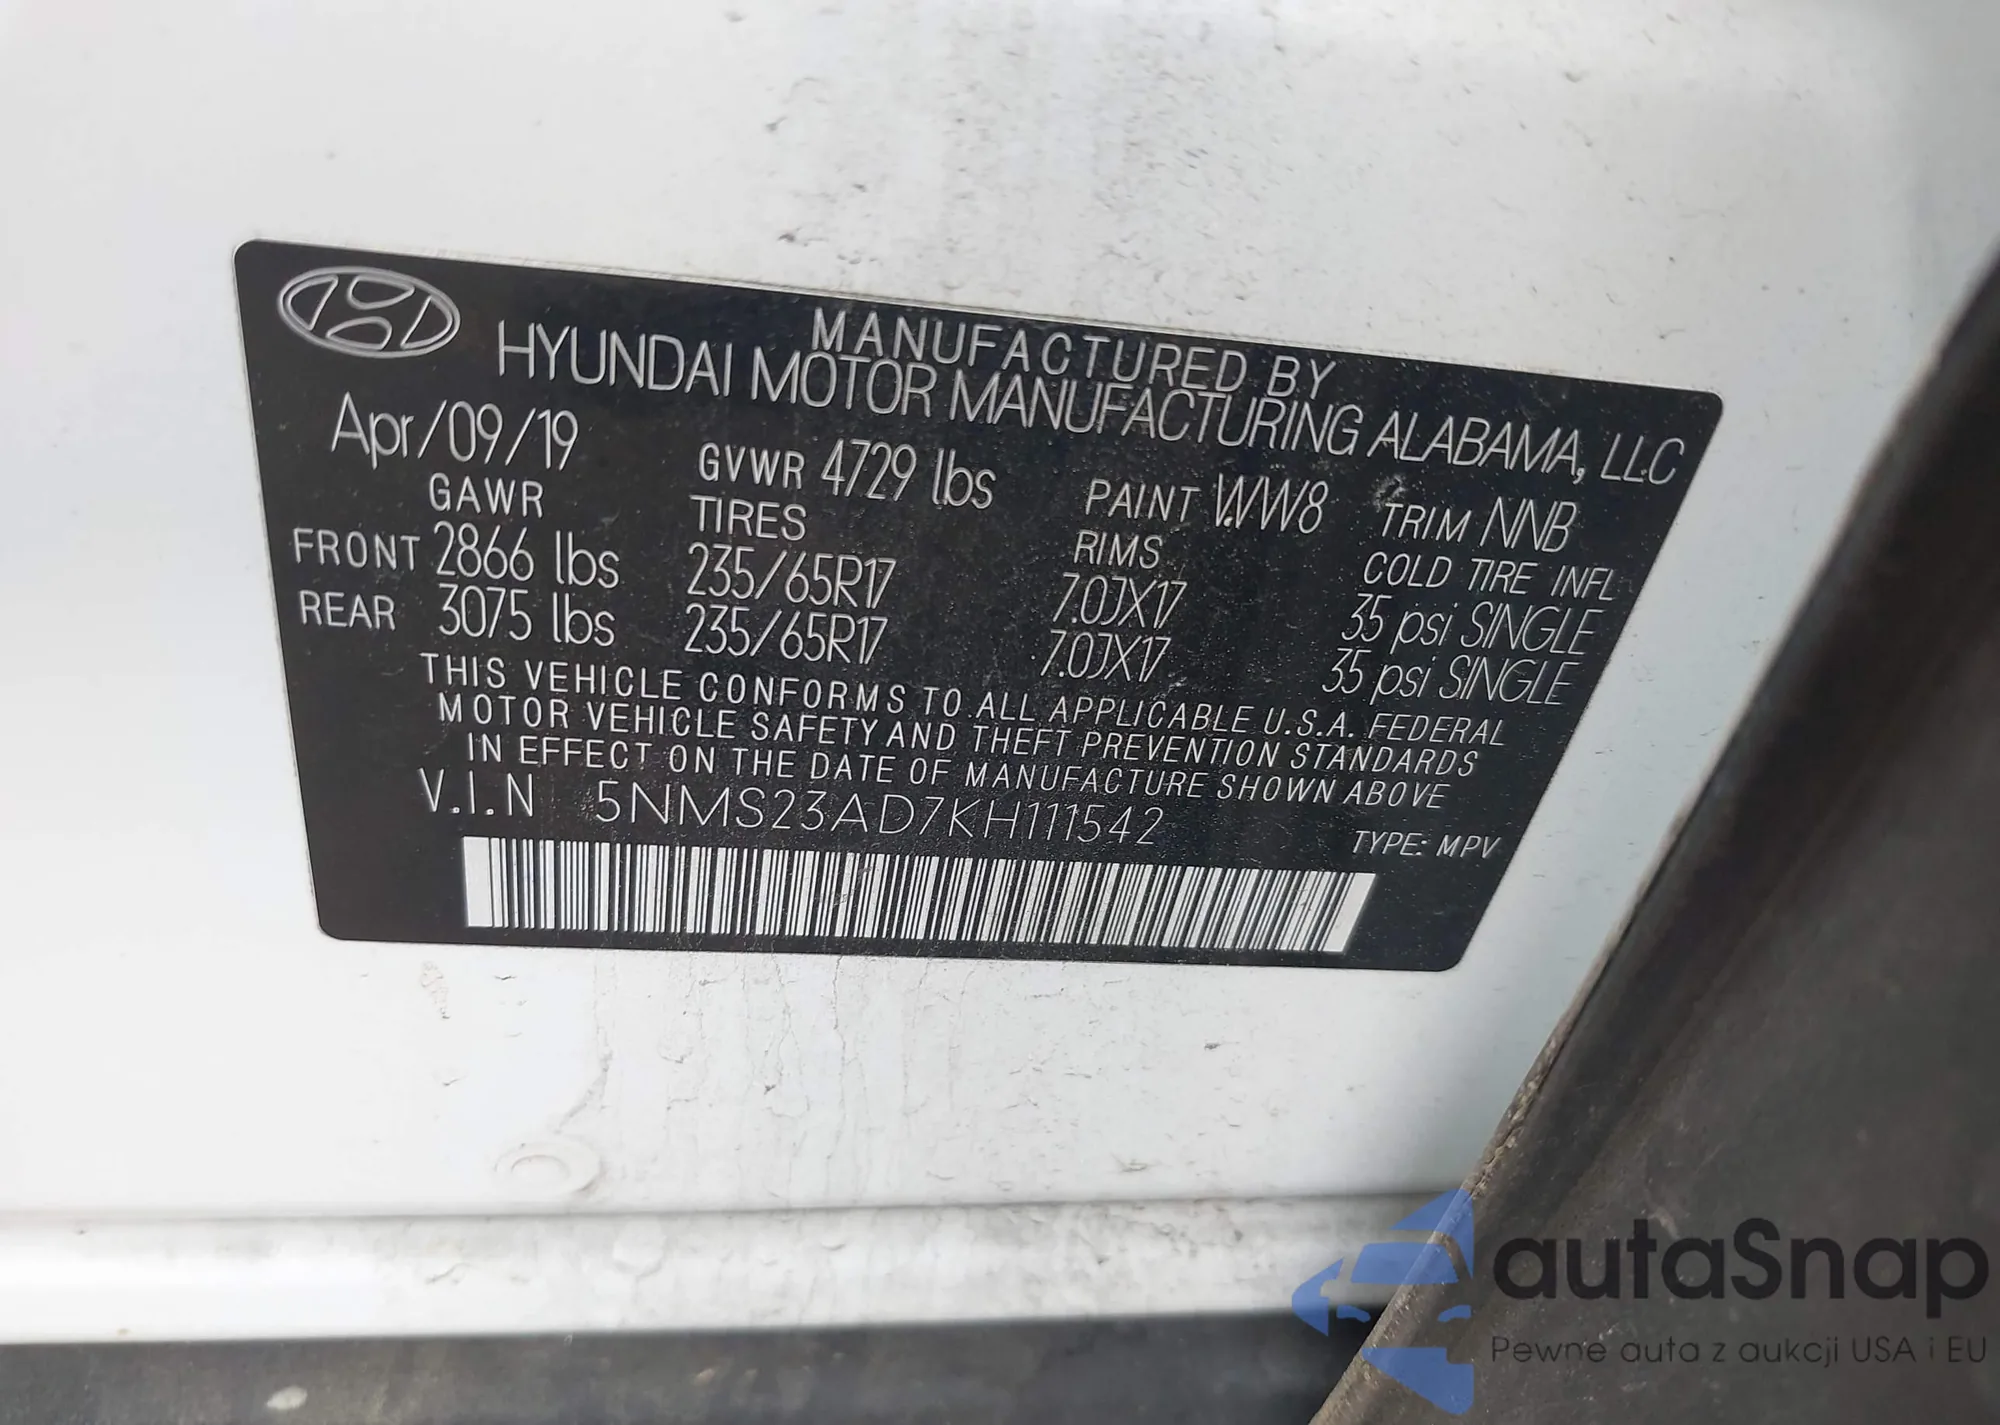 MANUFACTURED BY
HYUNDAI MOTOR MANUFACTURING ALABAMA, LLC
Apr/09/19 GVWR 4729 lbs PAINT WW8 TRIM NNB
GAWR TIRES RIMS COLD TIRE INFL
FRONT 2866 lbs 235/65R17 7.0JX17 35 psi SINGLE
REAR 3075 lbs 235/65R17 7.0JX17 35 psi SINGLE
THIS VEHICLE CONFORMS TO ALL APPLICABLE U.S.A. FEDERAL
MOTOR VEHICLE SAFETY AND THEFT PREVENTION STANDARDS
IN EFFECT ON THE DATE OF MANUFACTURE SHOWN ABOVE
V.I.N 5NMS23AD7KH111542
TYPE: MPV
autaSnap
Pewne auta z aukcji USA i EU